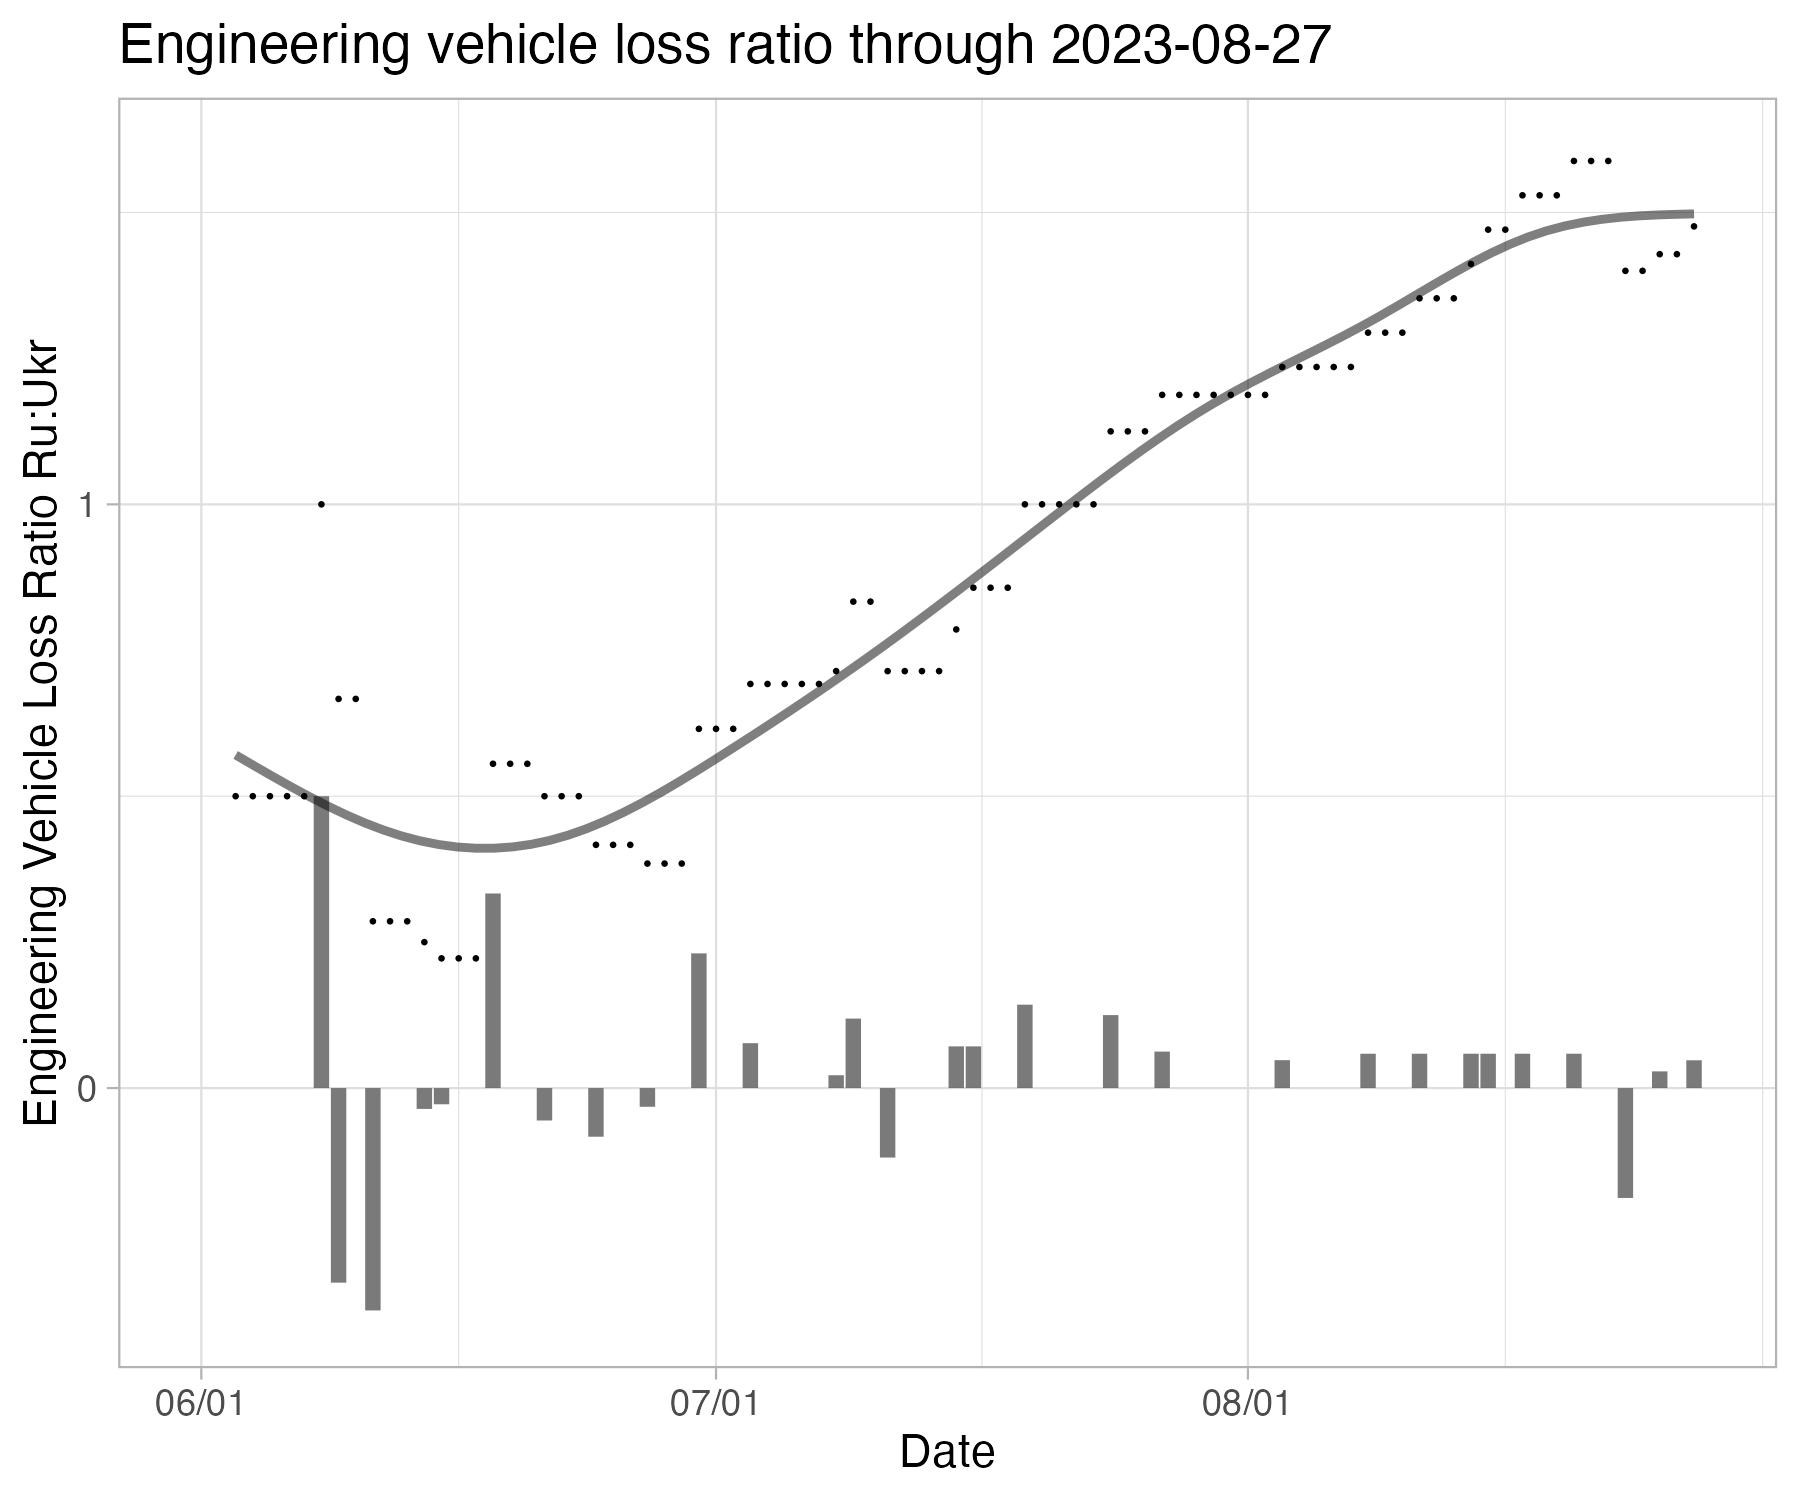 Engineering vehicle loss ratio through 2023-08-27
Engineering Vehicle Loss Ratio Ru:Ukr
1
0
06/01
07/01
08/01
Date